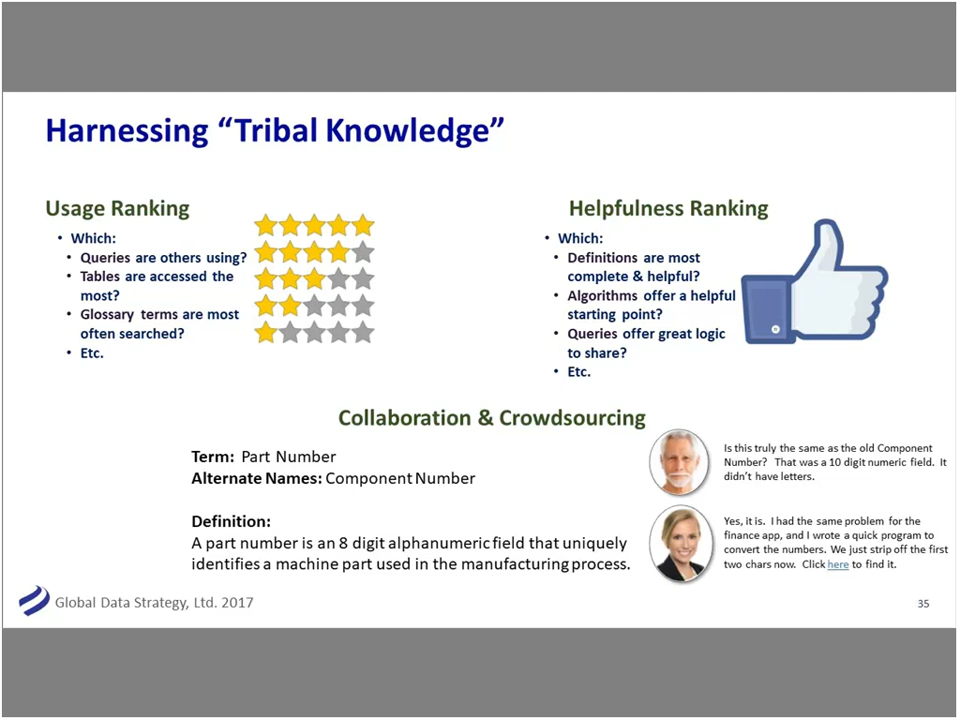 Harnessing “Tribal Knowledge”
Usage Ranking
• Which:
• Queries are others using?
• Tables are accessed the
most?
• Glossary terms are most
often searched?
• Etc.
Helpfulness Ranking
• Which:
• Definitions are most
complete & helpful?
• Algorithms offer a helpful
starting point?
• Queries offer great logic
to share?
• Etc.
Collaboration & Crowdsourcing
Term: Part Number
Alternate Names: Component Number
Definition:
A part number is an 8 digit alphanumeric field that uniquely
identifies a machine part used in the manufacturing process.
Is this truly the same as the old Component
Number? That was a 10 digit numeric field. It
didn’t have letters.
Yes, it is. I had the same problem for the
finance app, and I wrote a quick program to
convert the numbers. We just strip off the first
two chars now. Click here to find it.
Global Data Strategy, Ltd. 2017
35